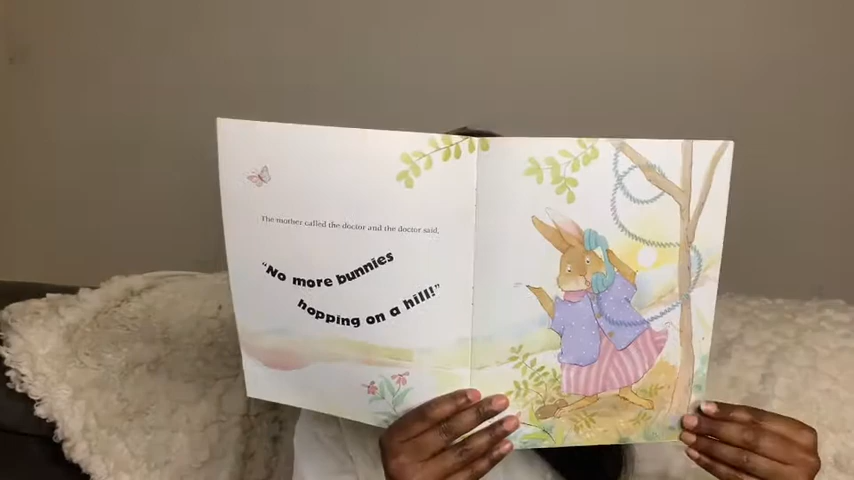 The mother called the doctor and the doctor said,
"No more bunnies
hopping on a hill!"